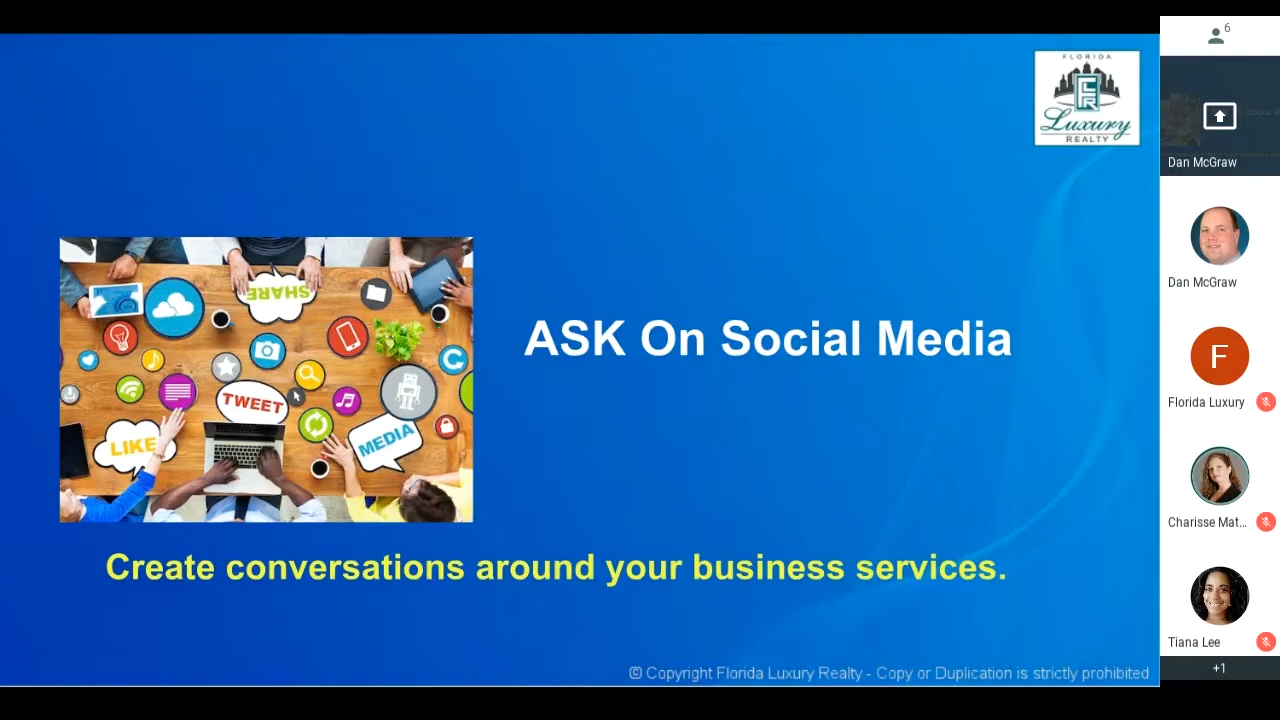 FLORIDA
FLR
Luxury
REALTY
6
Dan McGraw
Dan McGraw
F
Florida Luxury
Charisse Mat...
Tiana Lee
+1
SHARE
TWEET
LIKE
MEDIA
ASK On Social Media
Create conversations around your business services.
© Copyright Florida Luxury Realty - Copy or Duplication is strictly prohibited.